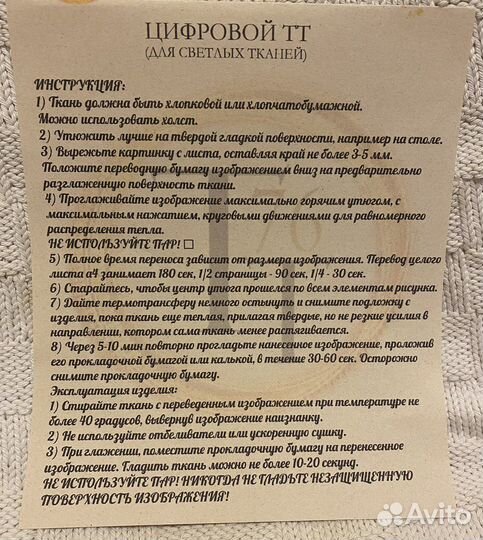 ЦИФРОВОЙ ТТ
(ДЛЯ СВЕТЛЫХ ТКАНЕЙ)
ИНСТРУКЦИЯ:
1) Ткань должна быть хлопковой или хлопчатобумажной.
Можно использовать холст.
2) Утюжить лучше на твердой гладкой поверхности, например на столе.
3) Вырежьте картинку с листа, оставляя край не более 3-5 мм.
Положите переводную бумагу изображением вниз на предварительно
разглаженную поверхность ткани.
4) Проглаживайте изображение максимально горячим утюгом, с
максимальным нажатием, круговыми движениями для равномерного
распределения тепла.
НЕ ИСПОЛЬЗУЙТЕ ПАР! □
5) Полное время переноса зависит от размера изображения. Перевод целого
листа а4 занимает 180 сек, 1/2 страницы - 90 сек, 1/4 - 30 сек.
6) Старайтесь, чтобы центр утюга прошелся по всем элементам рисунка.
7) Дайте термотрансферу немного остынуть и снимите подложку с
изделия, пока ткань еще теплая, прилагая твердые, но не резкие усилия в
направлении, котором сама ткань менее растягивается.
8) Через 5-10 мин повторно прогладьте нанесенное изображение, проложив
его прокладочной бумагой или калькой, в течение 30-60 сек. Осторожно
снимите прокладочную бумагу.
Эксплуатация изделия:
1) Стирайте ткань с переведенным изображением при температуре не
более 40 градусов, вывернув изображение наизнанку.
2) Не используйте отбеливатели или ускоренную сушку.
3) При глажении, поместите прокладочную бумагу на перенесенное
изображение. Гладить ткань можно не более 10-20 секунд.
НЕ ИСПОЛЬЗУЙТЕ ПАР! НИКОГДА НЕ ГЛАДЬТЕ НЕЗАЩИЩЕННУЮ
ПОВЕРХНОСТЬ ИЗОБРАЖЕНИЯ!
Avito